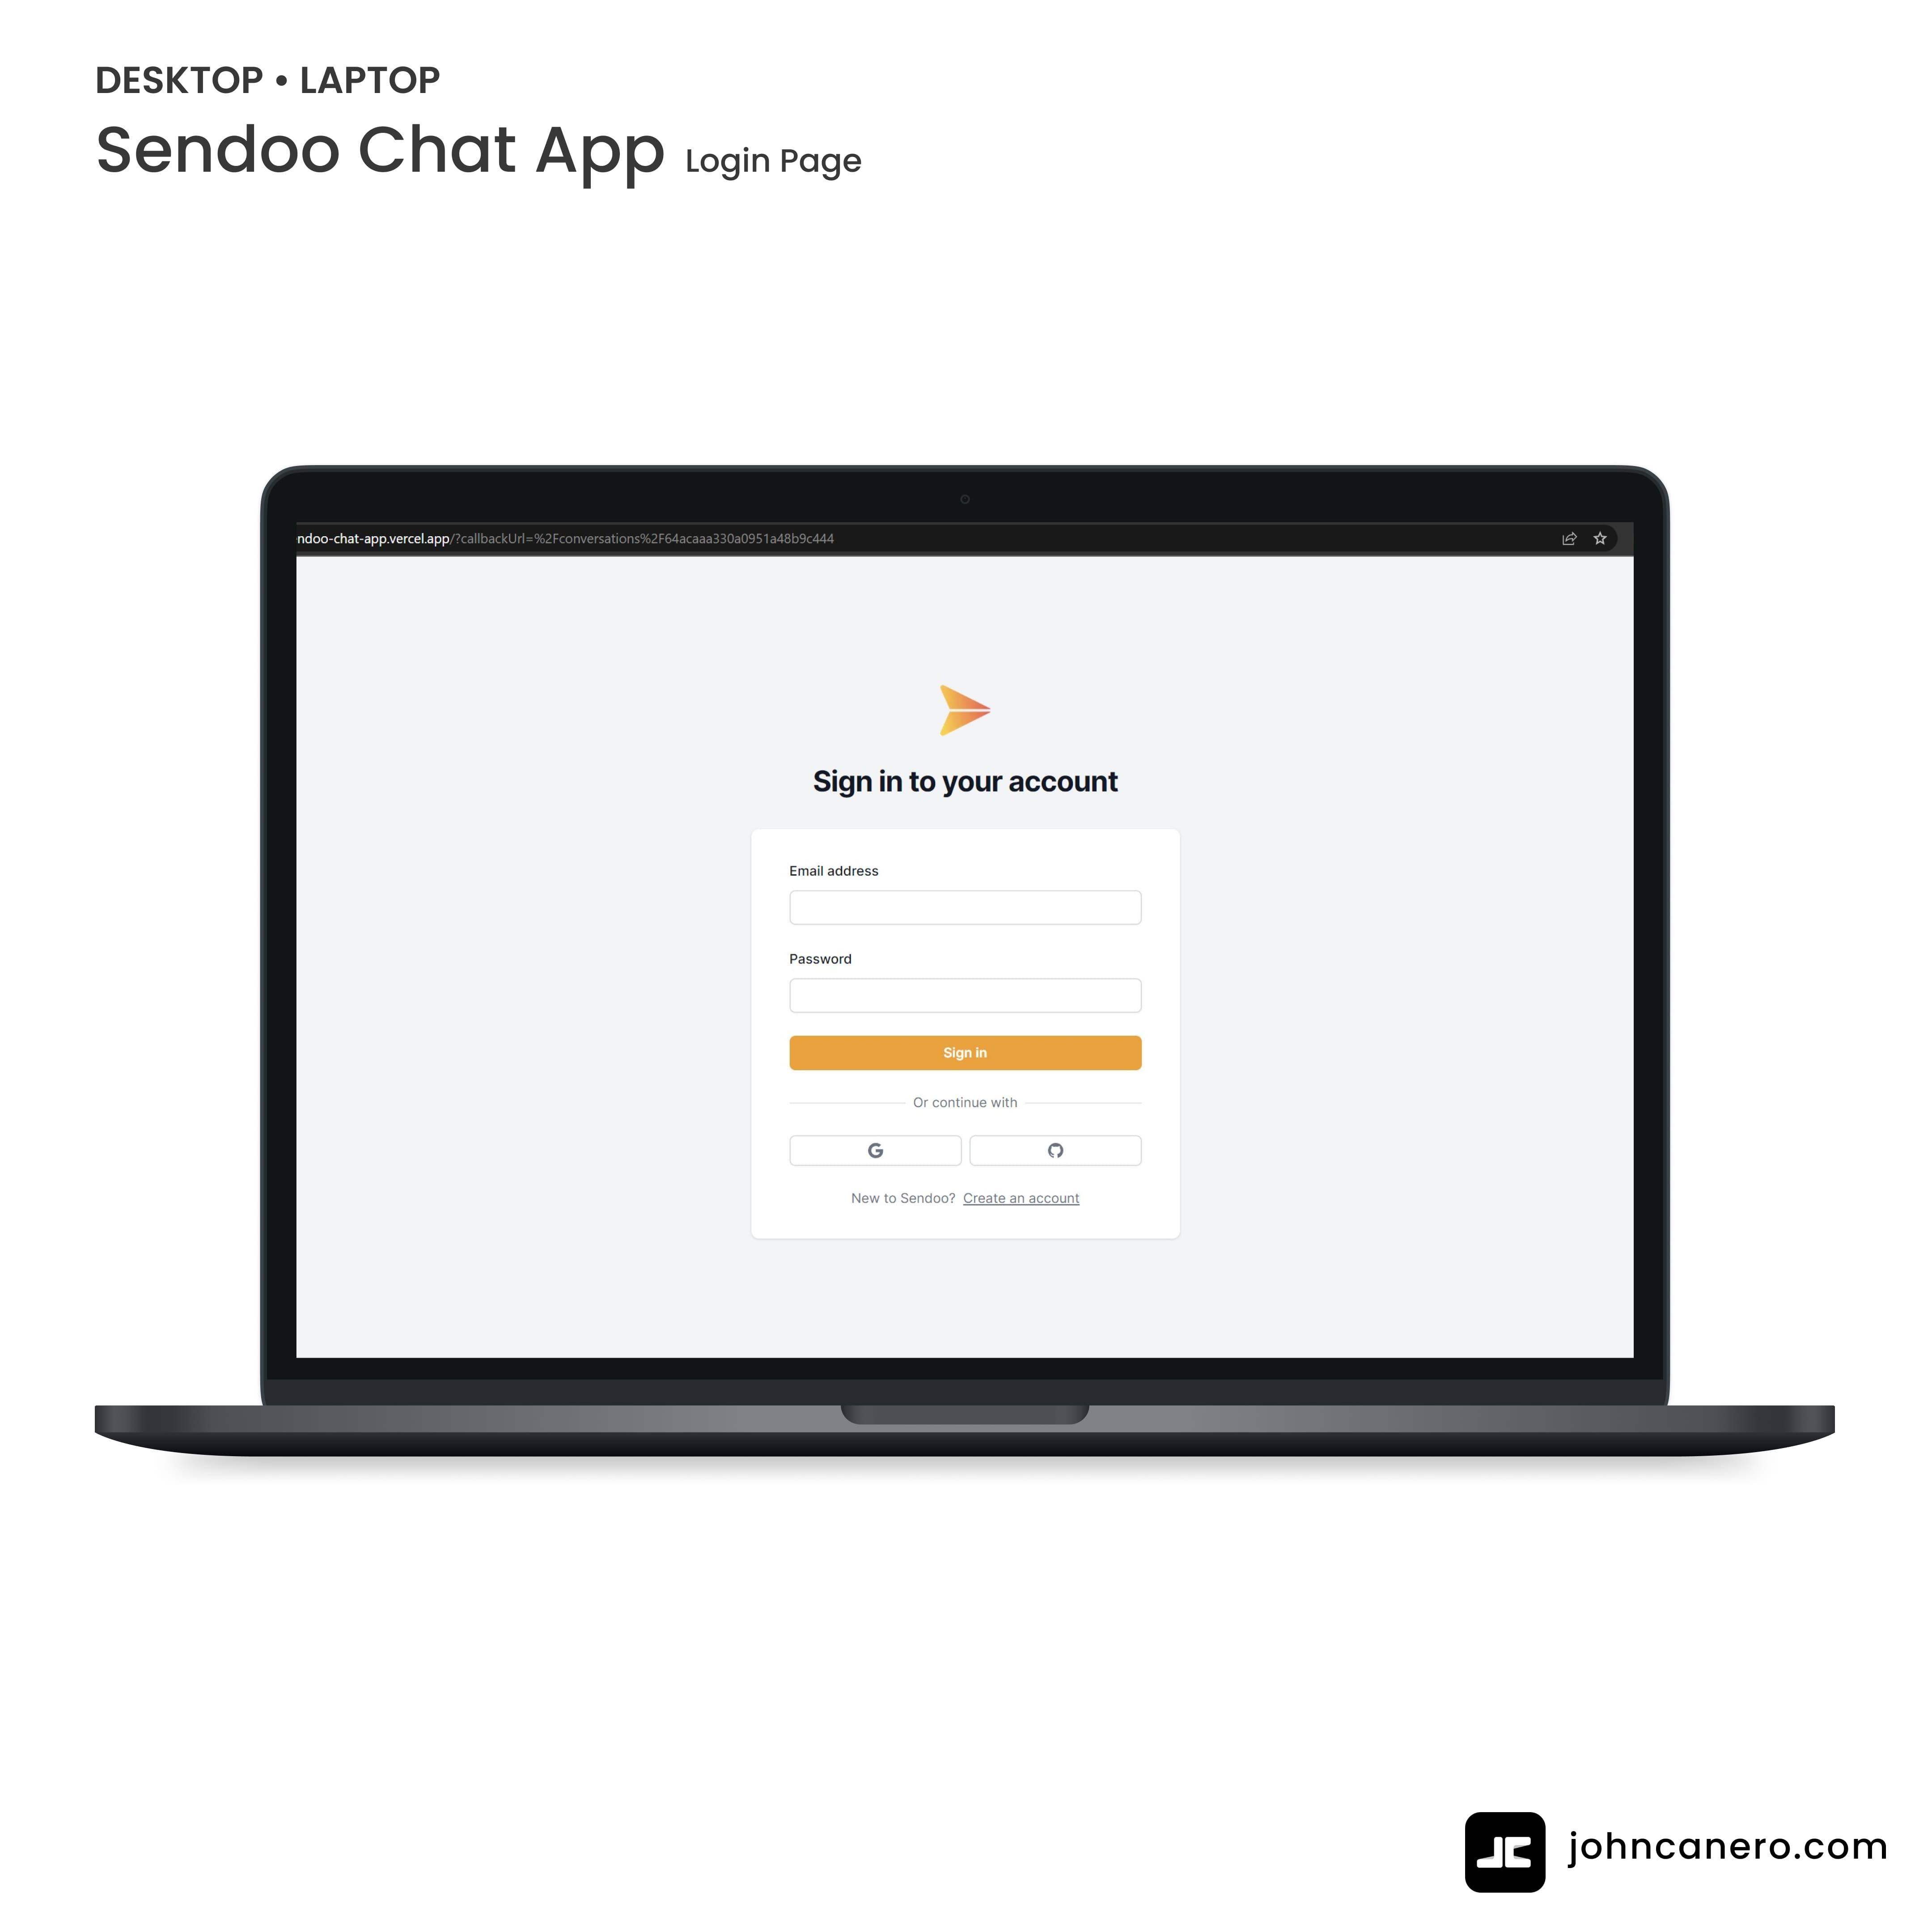 DESKTOP • LAPTOP
Sendoo Chat App Login Page
ndoo-chat-app.vercel.app/?callbackUrl=%2Fconversations%2F64acaaa330a0951a48b9c444
Sign in to your account
Email address
Password
Sign in
Or continue with
G
New to Sendoo? Create an account
JC johncanero.com